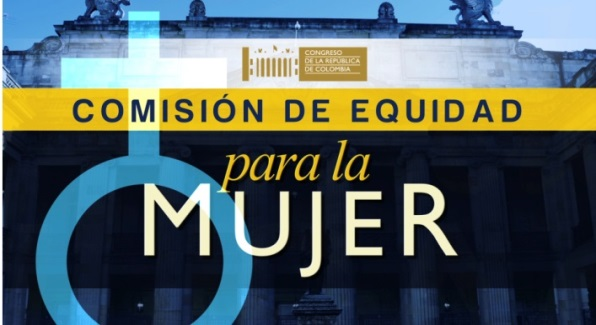 CONGRESO
DE LA REPÚBLICA
DE COLOMBIA
COMISIÓN DE EQUIDAD
para la
MUJER